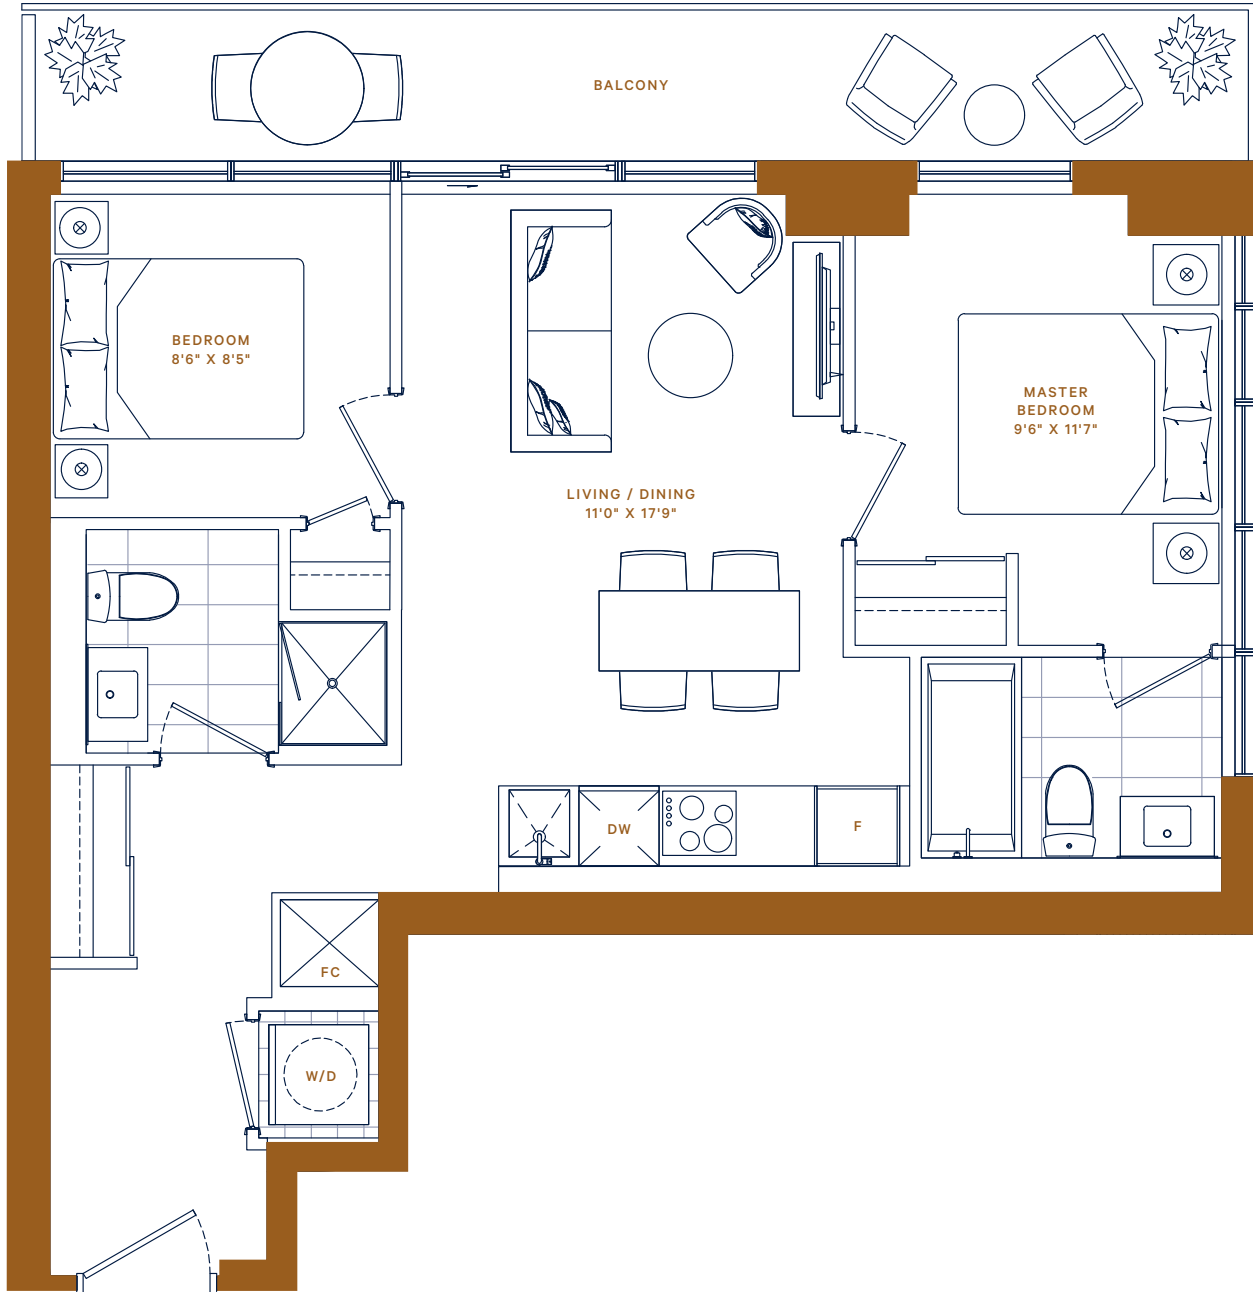 BALCONY
BEDROOM
8'6" X 8'5"
MASTER
BEDROOM
9'6" X 11'7"
LIVING / DINING
11'0" X 17'9"
DW
F
FC
W/D